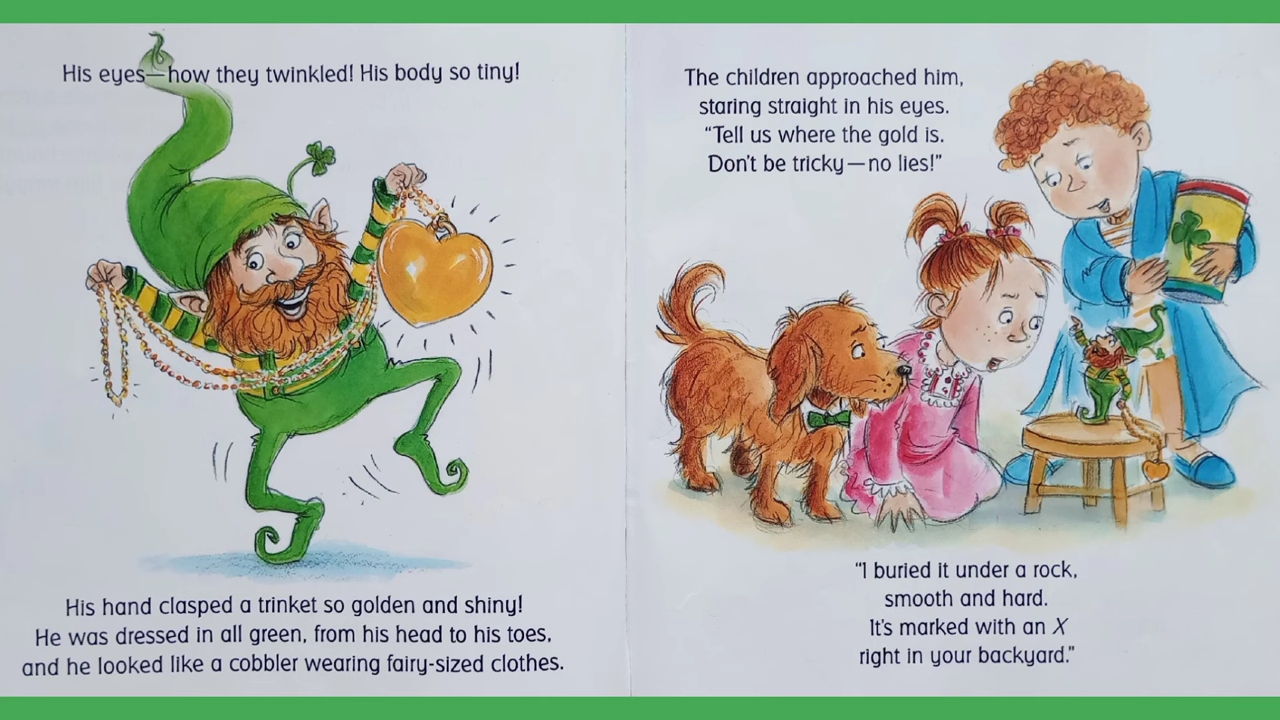 His eyes—how they twinkled! His body so tiny!
His hand clasped a trinket so golden and shiny!
He was dressed in all green, from his head to his toes,
and he looked like a cobbler wearing fairy-sized clothes.
The children approached him,
staring straight in his eyes.
“Tell us where the gold is.
Don't be tricky—no lies!”
“I buried it under a rock,
smooth and hard.
It's marked with an X
right in your backyard.”